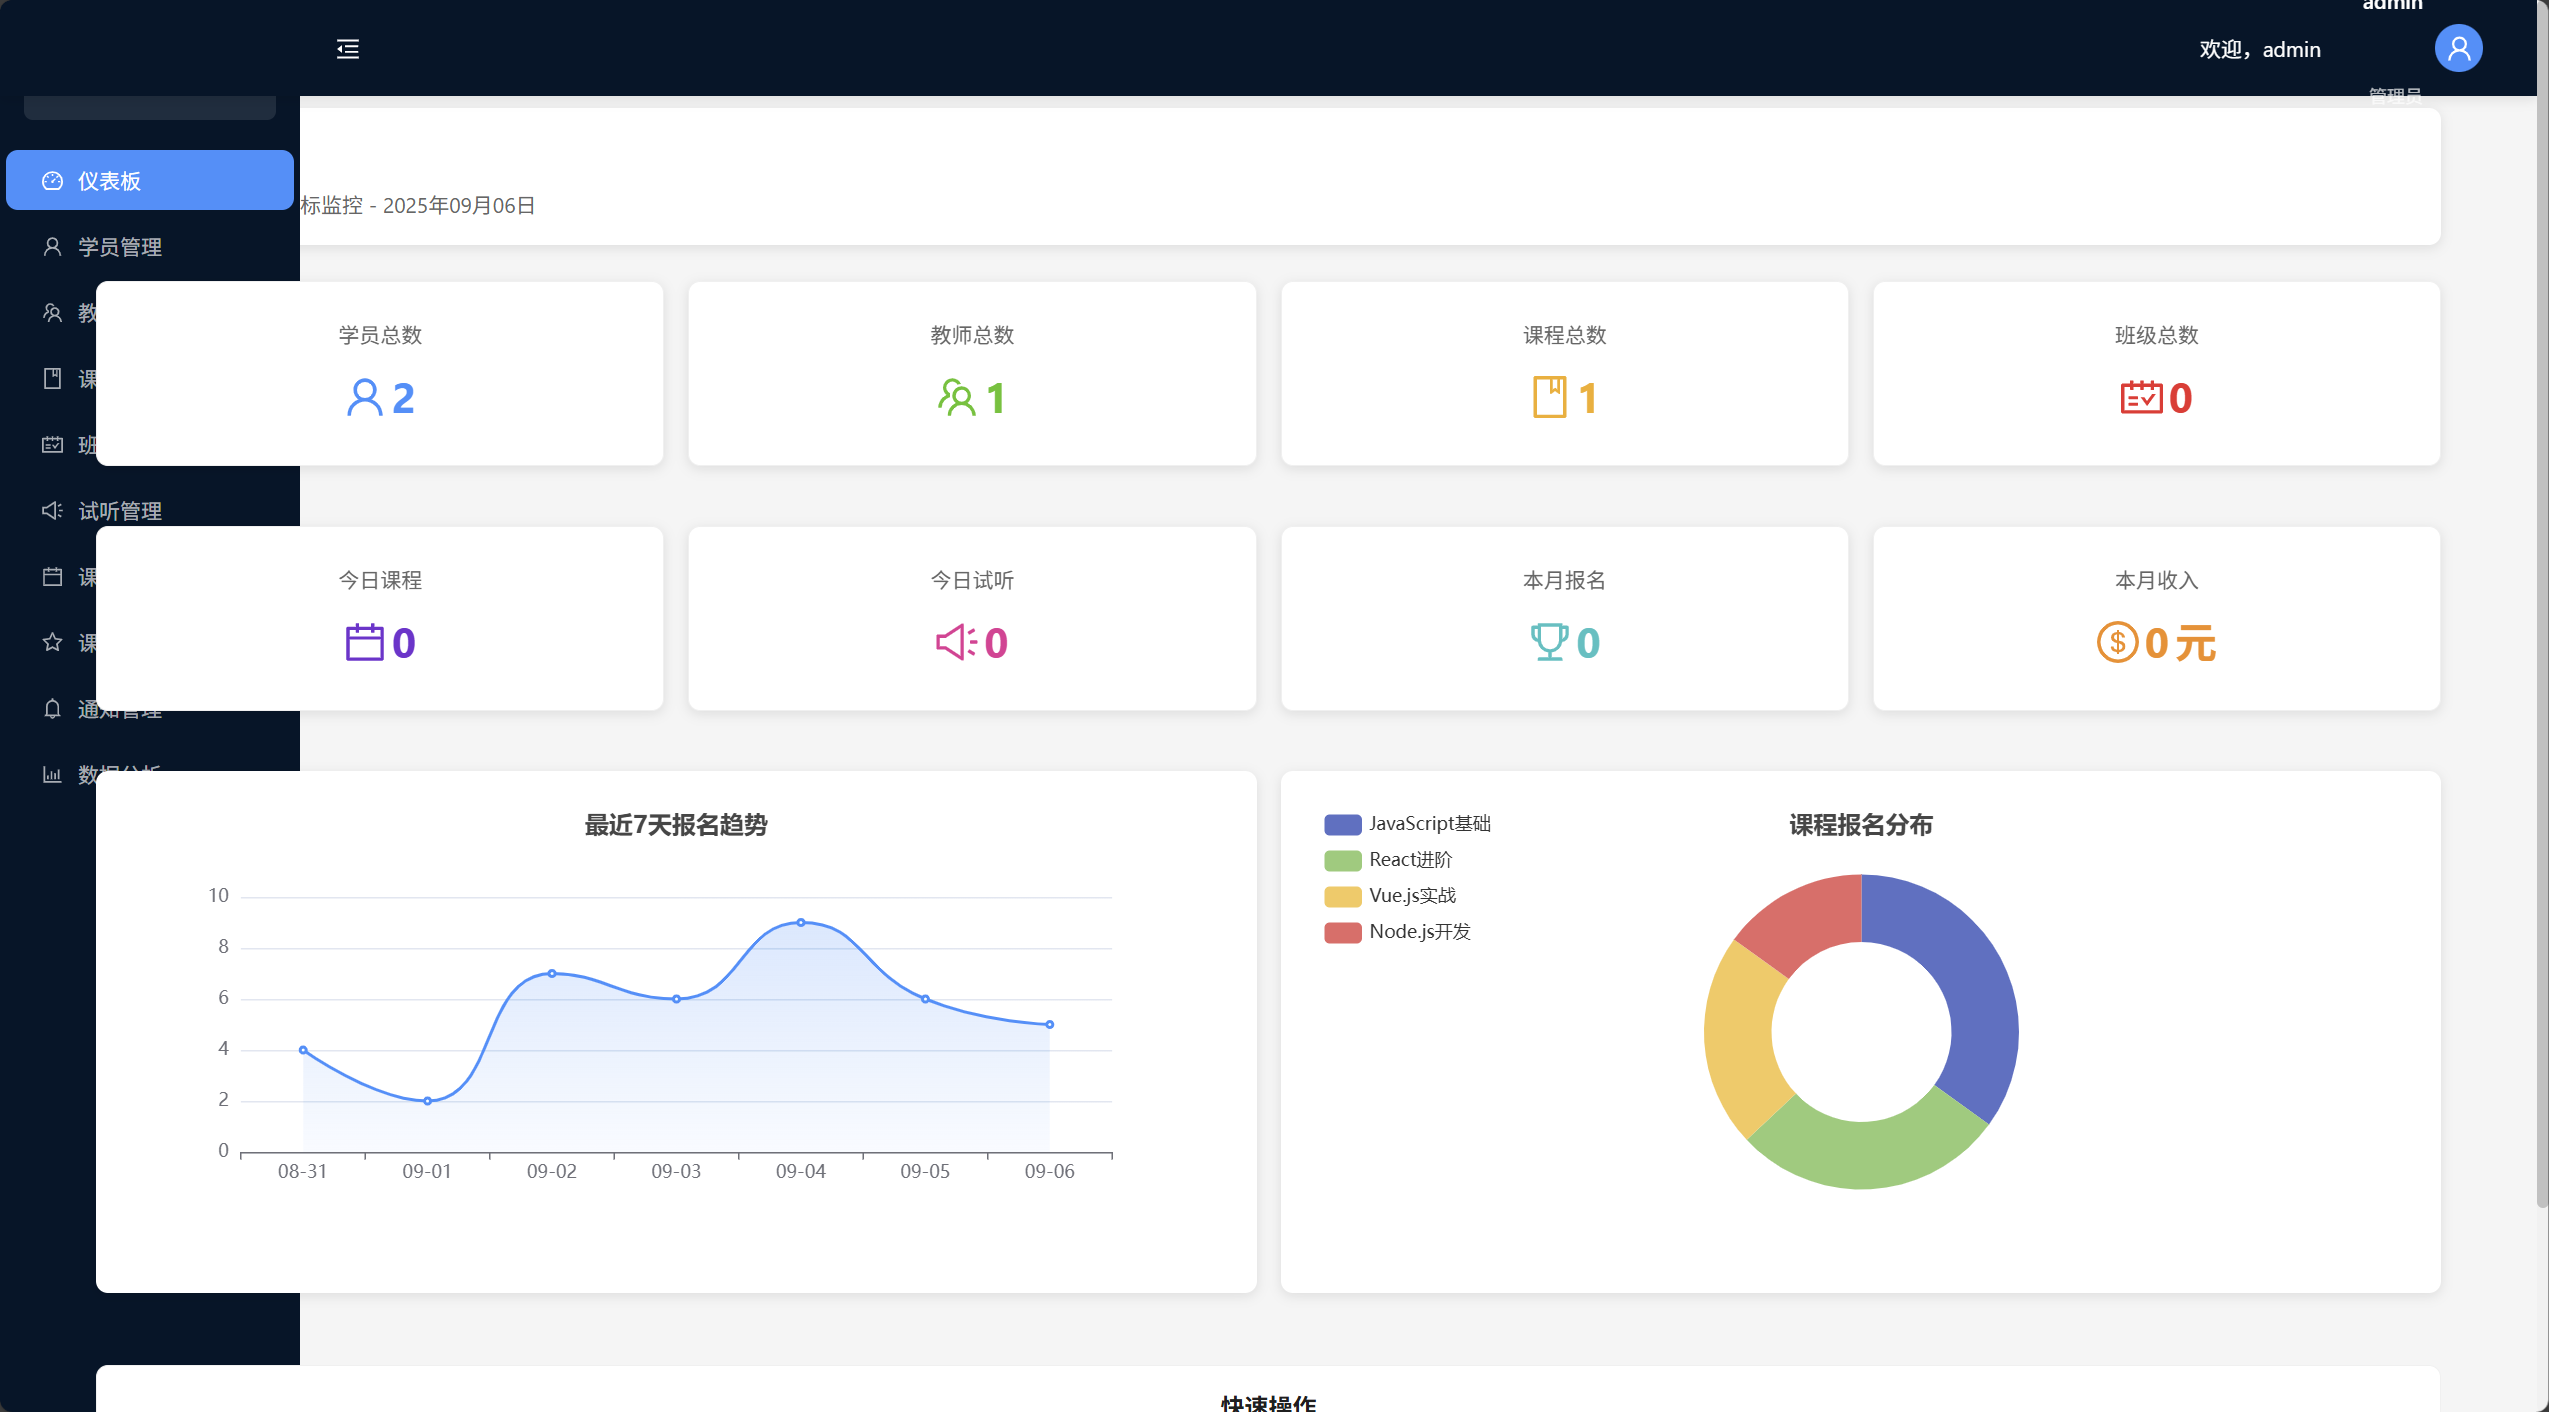 admin
欢迎，admin
管理员
仪表板
标监控 - 2025年09月06日
学员管理
教
课
班
试听管理
课
课
通知管理
数据分析
学员总数
2
教师总数
1
课程总数
1
班级总数
0
今日课程
0
今日试听
0
本月报名
0
本月收入
0 元
最近7天报名趋势
10
8
6
4
2
0
08-31
09-01
09-02
09-03
09-04
09-05
09-06
JavaScript基础
React进阶
Vue.js实战
Node.js开发
课程报名分布
快速操作